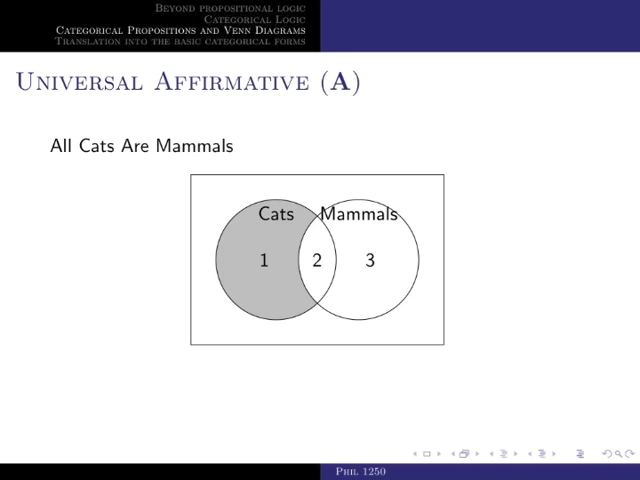 Beyond propositional logic
Categorical Logic
Categorical Propositions and Venn Diagrams
Translation into the basic categorical forms
Universal Affirmative (A)
All Cats Are Mammals
Cats Mammals
1 2 3
Phil 1250